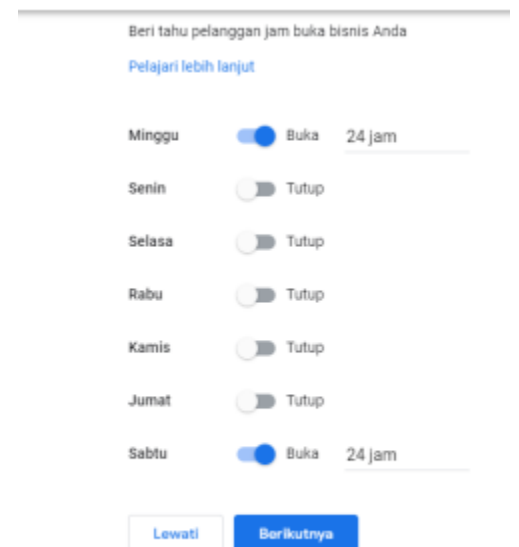 Beri tahu pelanggan jam buka bisnis Anda
Pelajari lebih lanjut
Minggu Buka 24 jam
Senin Tutup
Selasa Tutup
Rabu Tutup
Kamis Tutup
Jumat Tutup
Sabtu Buka 24 jam
Lewati Berikutnya